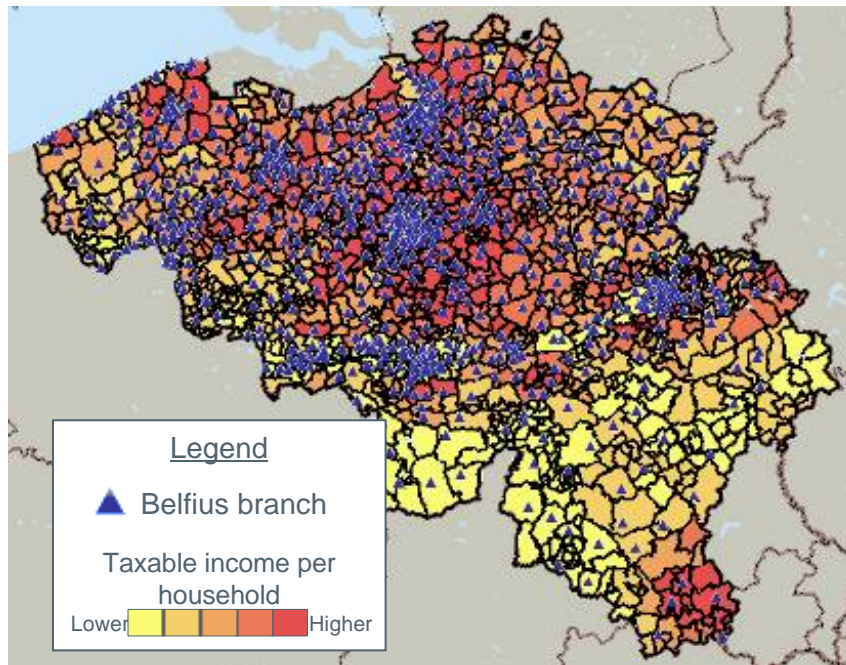 Legend
Belfius branch
Taxable income per
household
Lower Higher